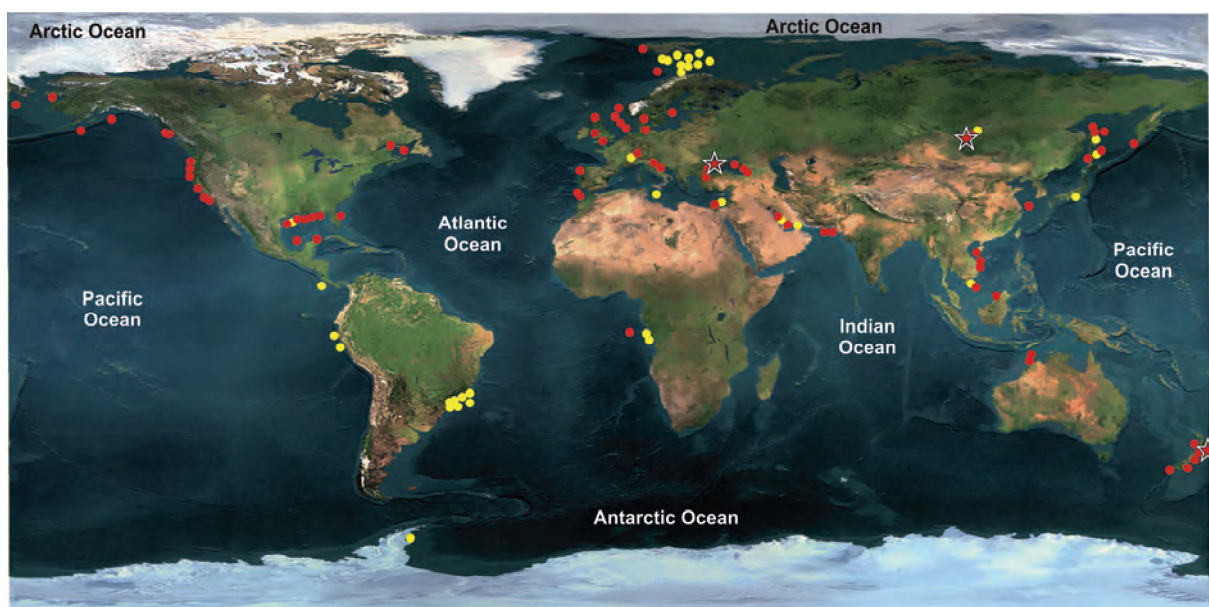 Arctic Ocean
Arctic Ocean
Atlantic
Ocean
Pacific
Ocean
Pacific
Ocean
Indian
Ocean
Antarctic Ocean